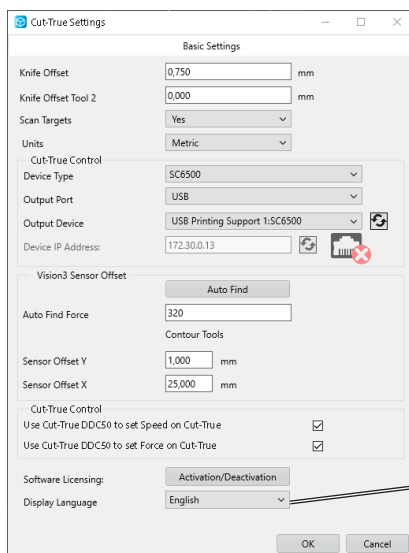 Cut-True Settings
Basic Settings
Knife Offset 0,750 mm
Knife Offset Tool 2 0,000 mm
Scan Targets Yes
Units Metric
Cut-True Control
Device Type SC6500
Output Port USB
Output Device USB Printing Support 1:SC6500
Device IP Address: 172.30.0.13
Vision3 Sensor Offset
Auto Find
Auto Find Force 320
Contour Tools
Sensor Offset Y 1,000 mm
Sensor Offset X 25,000 mm
Cut-True Control
Use Cut-True DDC50 to set Speed on Cut-True
Use Cut-True DDC50 to set Force on Cut-True
Software Licensing: Activation/Deactivation
Display Language English
OK Cancel